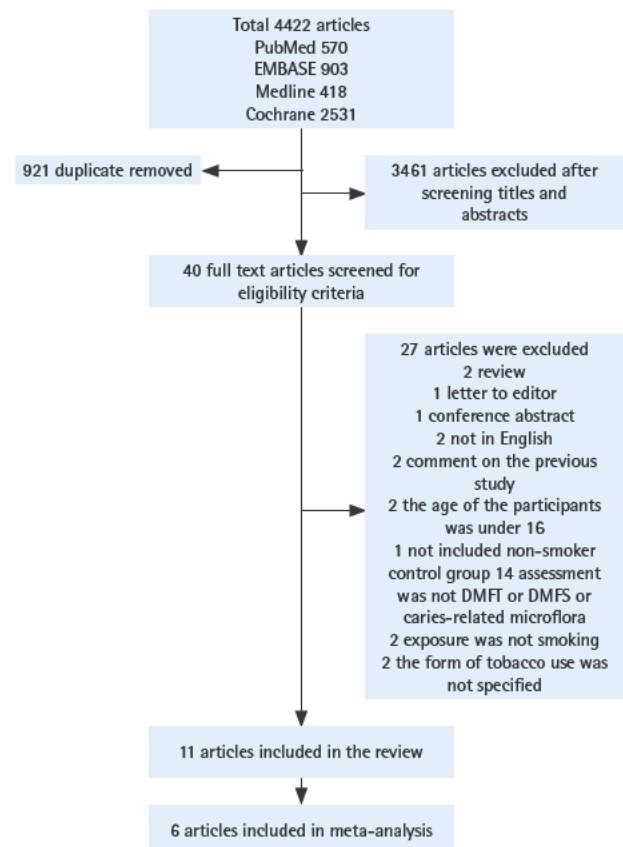 Total 4422 articles
PubMed 570
EMBASE 903
Medline 418
Cochrane 2531
921 duplicate removed
3461 articles excluded after
screening titles and
abstracts
40 full text articles screened for
eligibility criteria
27 articles were excluded
2 review
1 letter to editor
1 conference abstract
2 not in English
2 comment on the previous
study
2 the age of the participants
was under 16
1 not included non-smoker
control group 14 assessment
was not DMFT or DMFS or
caries-related microflora
2 exposure was not smoking
2 the form of tobacco use was
not specified
11 articles included in the review
6 articles included in meta-analysis